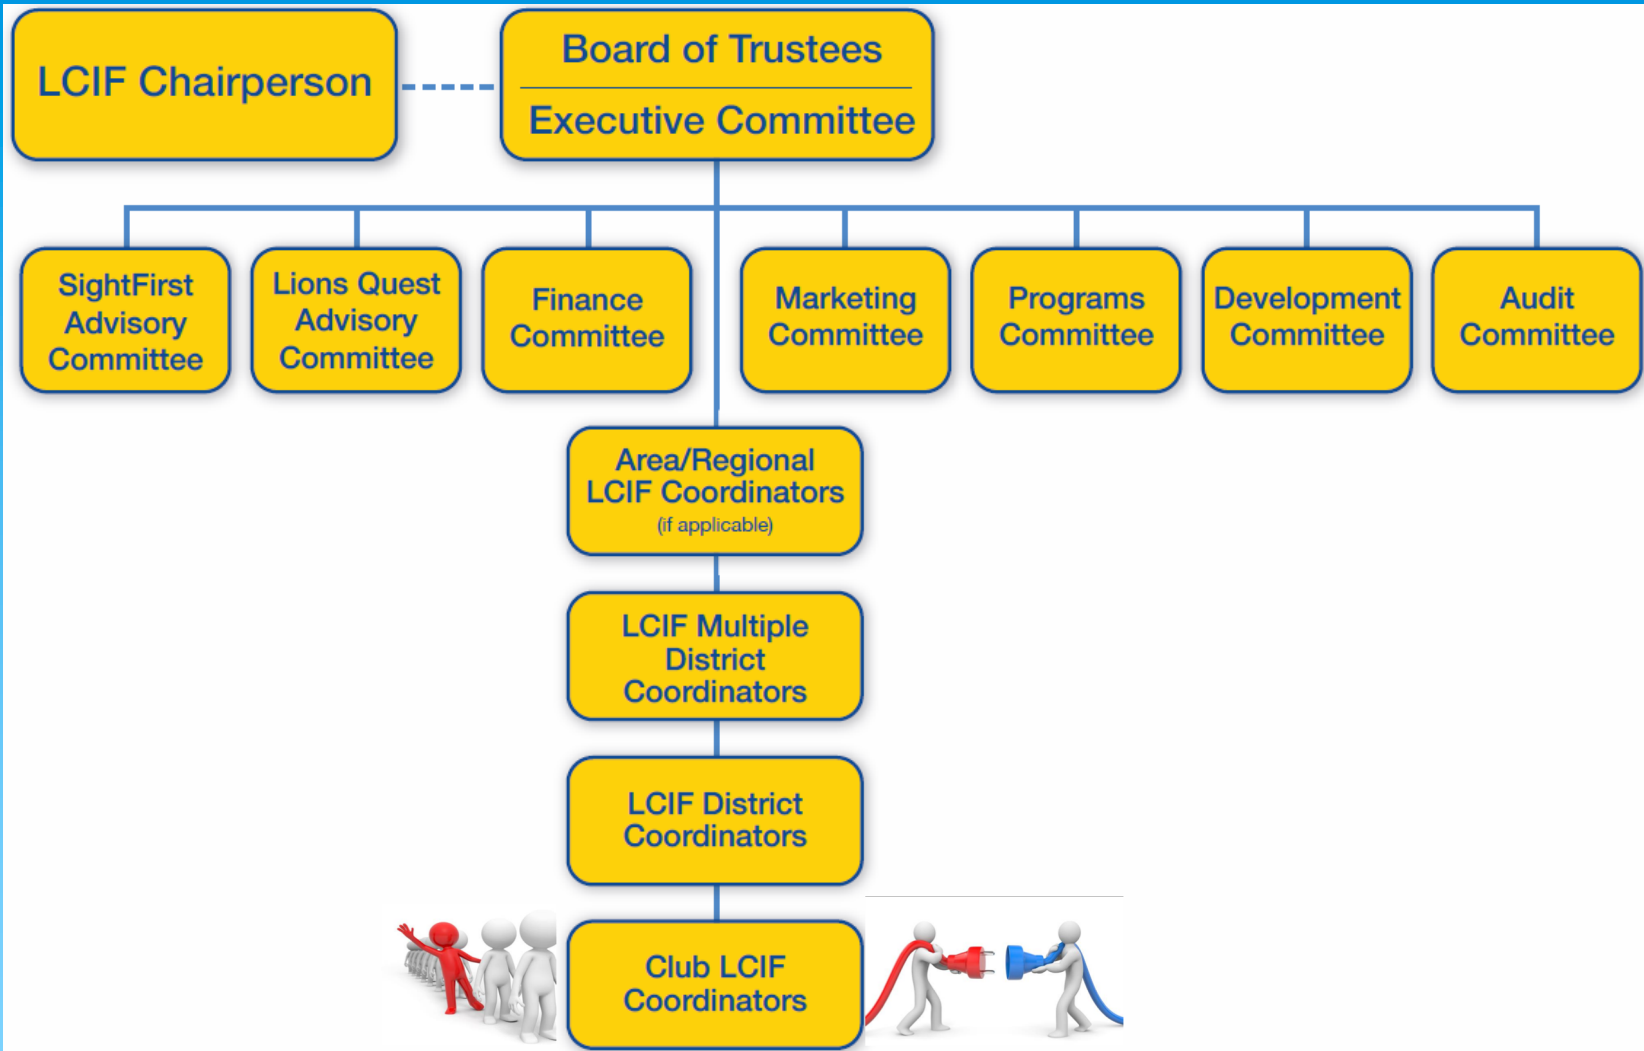 LCIF Chairperson
Board of Trustees
Executive Committee
SightFirst
Advisory
Committee
Lions Quest
Advisory
Committee
Finance
Committee
Marketing
Committee
Programs
Committee
Development
Committee
Audit
Committee
Area/Regional
LCIF Coordinators
(if applicable)
LCIF Multiple
District
Coordinators
LCIF District
Coordinators
Club LCIF
Coordinators